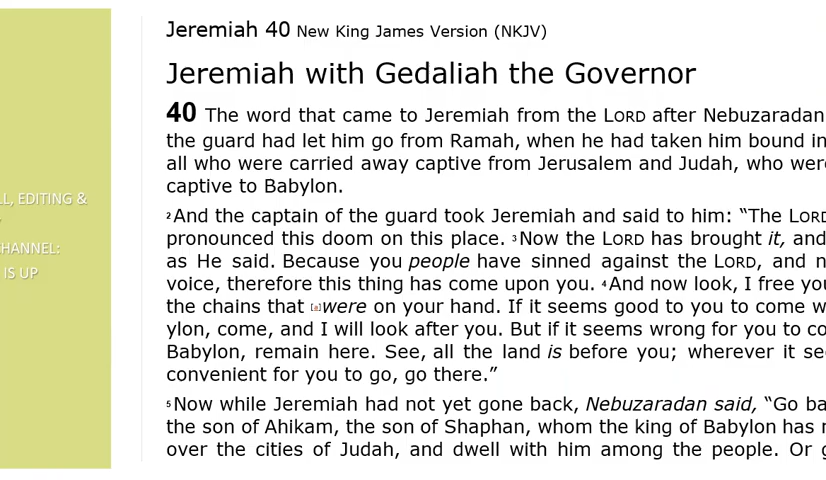 LL, EDITING &
HANNEL:
IS UP
Jeremiah 40 New King James Version (NKJV)
Jeremiah with Gedaliah the Governor
40 The word that came to Jeremiah from the LORD after Nebuzaradan
the guard had let him go from Ramah, when he had taken him bound in
all who were carried away captive from Jerusalem and Judah, who were
captive to Babylon.
2 And the captain of the guard took Jeremiah and said to him: “The LORD
pronounced this doom on this place. 3 Now the LORD has brought it, and
as He said. Because you people have sinned against the LORD, and n
voice, therefore this thing has come upon you. 4 And now look, I free you
the chains that [a] were on your hand. If it seems good to you to come w
ylon, come, and I will look after you. But if it seems wrong for you to co
Babylon, remain here. See, all the land is before you; wherever it see
convenient for you to go, go there.”
5 Now while Jeremiah had not yet gone back, Nebuzaradan said, “Go ba
the son of Ahikam, the son of Shaphan, whom the king of Babylon has m
over the cities of Judah, and dwell with him among the people. Or g